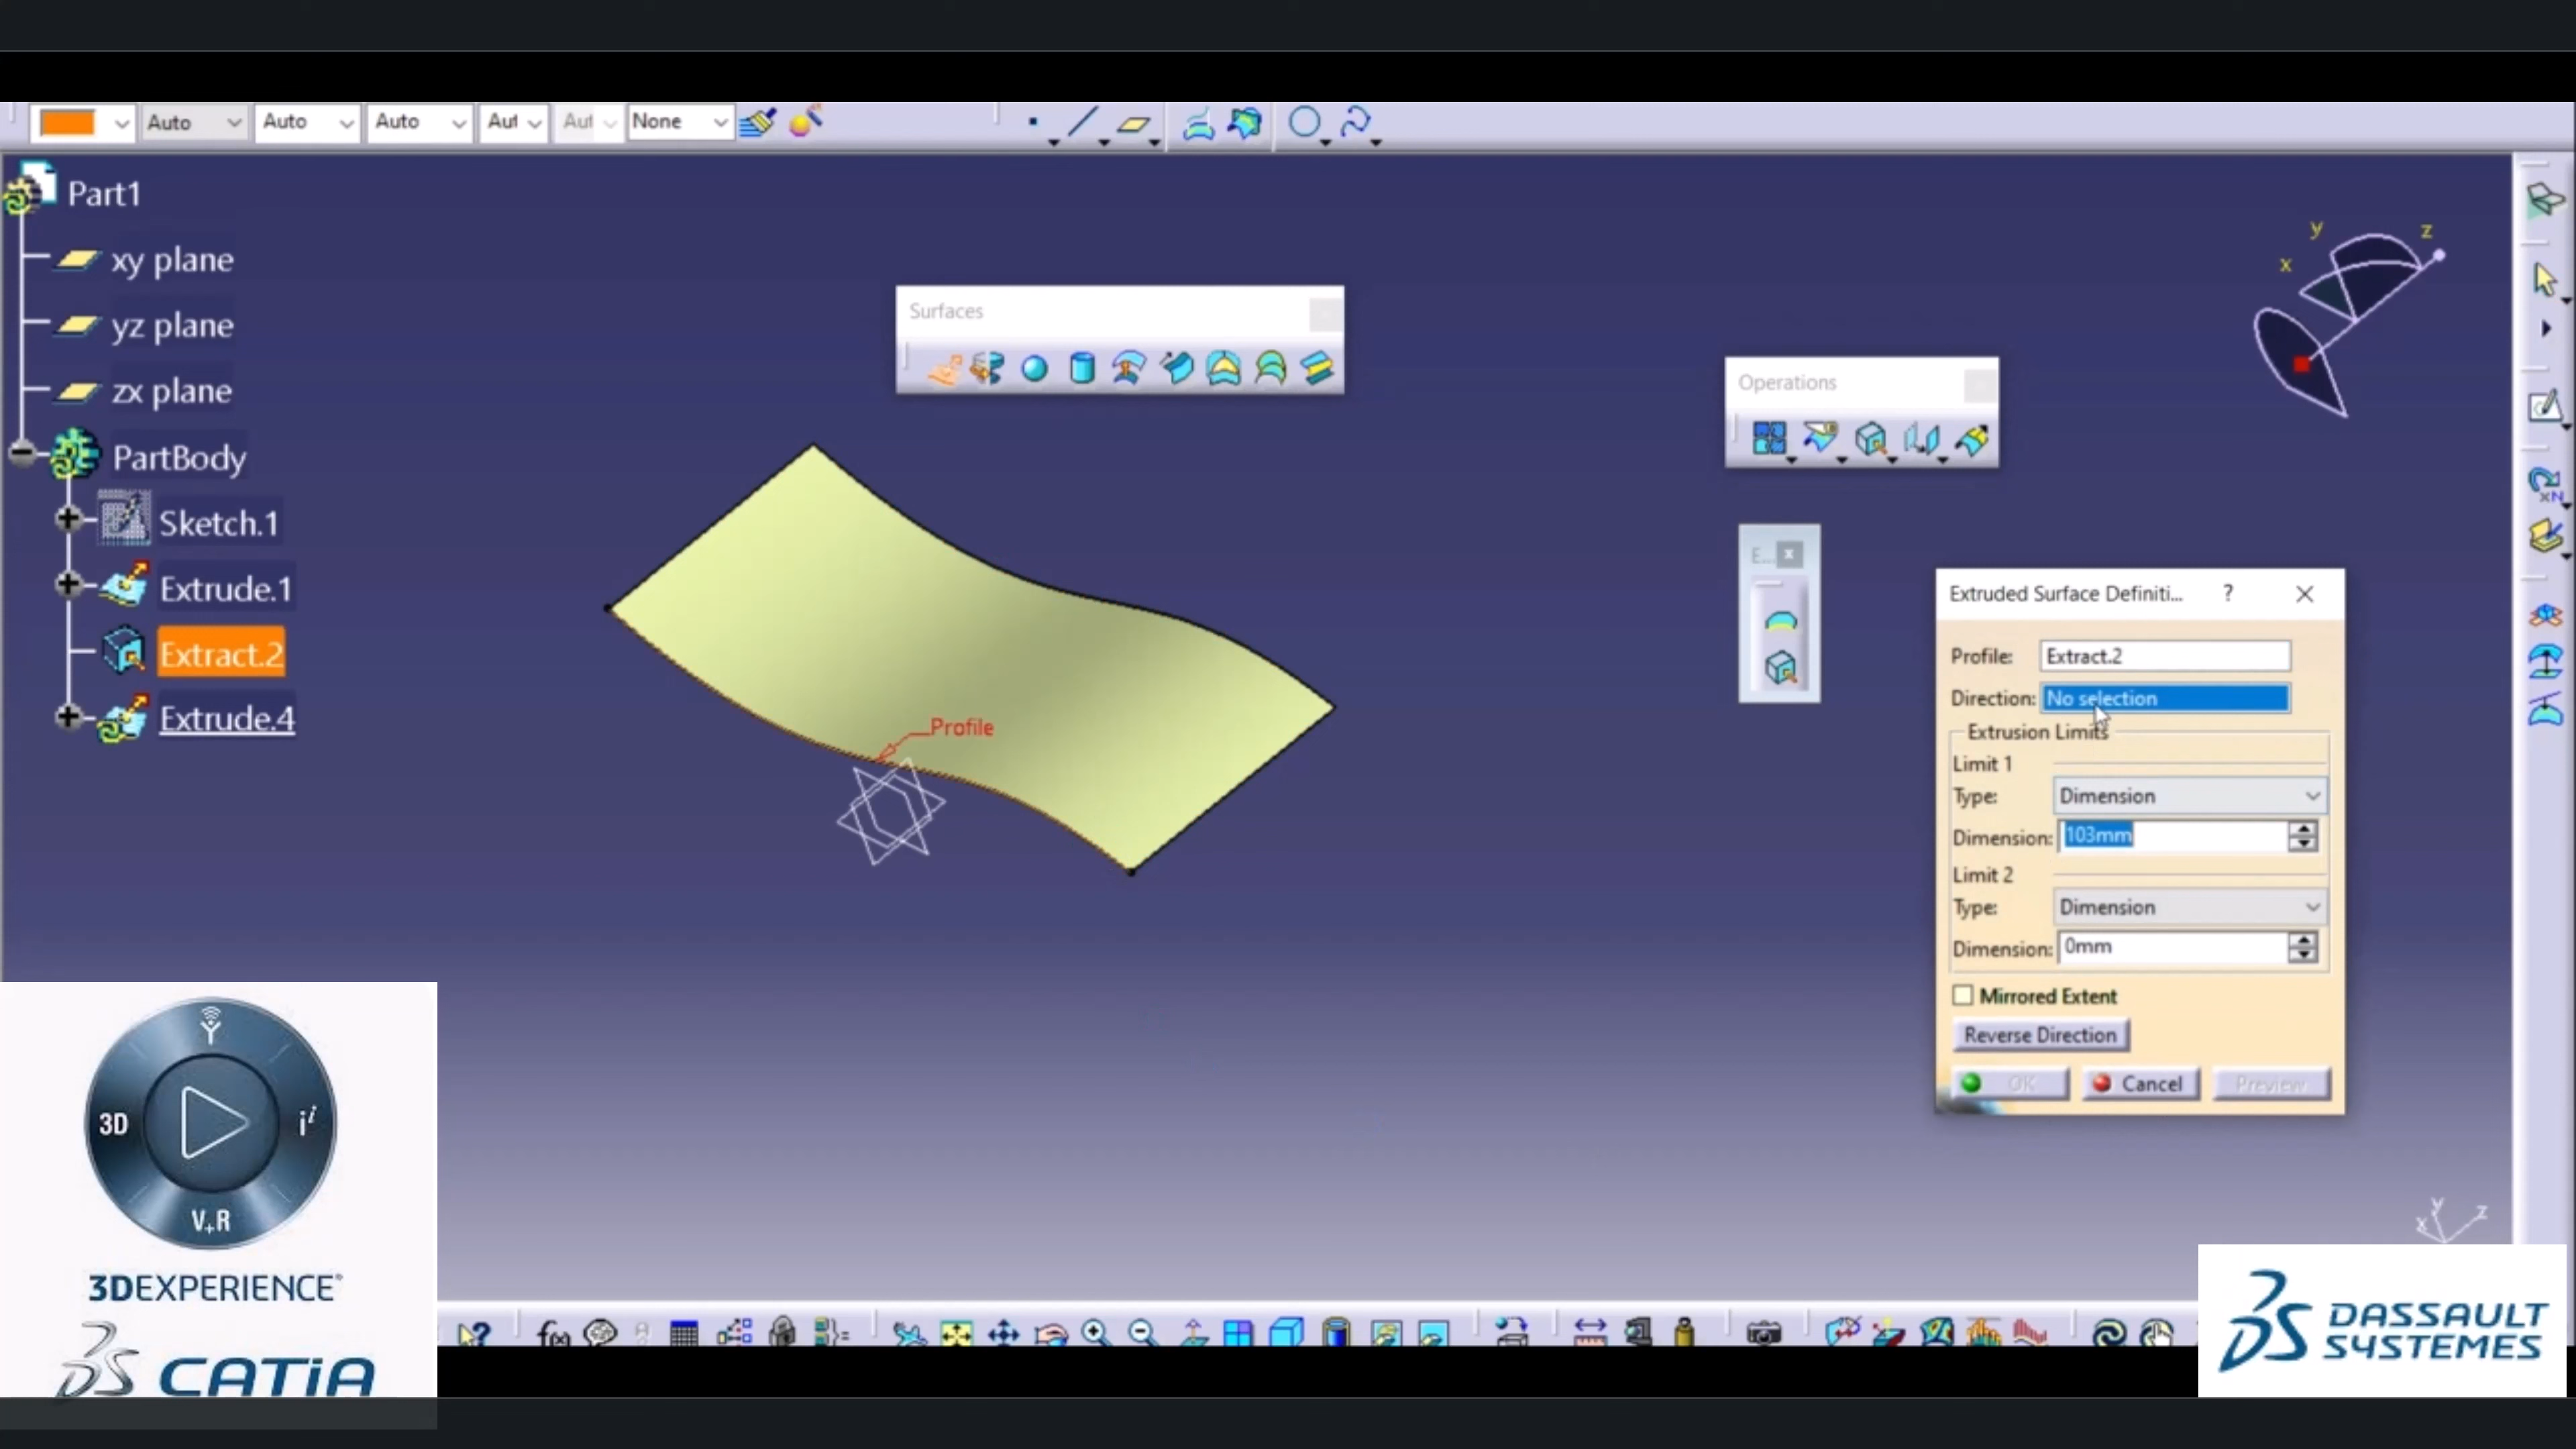 Auto
Auto
Auto
Aut
Aut
None
Part1
xy plane
yz plane
zx plane
PartBody
Sketch.1
Extrude.1
Extract.2
Extrude.4
Surfaces
Operations
E...
Profile
y
z
x
Extruded Surface Definiti... ?
Profile: Extract.2
Direction: No selection
Extrusion Limits
Limit 1
Type: Dimension
Dimension: 103mm
Limit 2
Type: Dimension
Dimension: 0mm
Mirrored Extent
Reverse Direction
OK Cancel Preview
3D
i
V+R
3DEXPERIENCE®
CATIA
x
y
z
DASSAULT
SYSTEMES